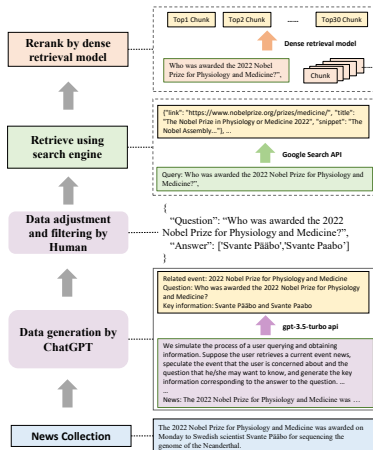 Top1 Chunk
Top2 Chunk
......
Top30 Chunk
Rerank by dense
retrieval model
Dense retrieval model
Who was awarded the 2022 Nobel
Prize for Physiology and Medicine?",
Chunk
......
{"link": "https://www.nobelprize.org/prizes/medicine/", "title":
"The Nobel Prize in Physiology or Medicine 2022", "snippet": "The
Nobel Assembly..."}, ...
Retrieve using
search engine
Google Search API
Query: Who was awarded the 2022 Nobel Prize for Physiology and
Medicine?",
Data adjustment
and filtering by
Human
{
"Question": "Who was awarded the 2022
Nobel Prize for Physiology and Medicine?",
"Answer": ['Svante Pääbo','Svante Paabo']
}
Related event: 2022 Nobel Prize for Physiology and Medicine
Question: Who was awarded the 2022 Nobel Prize for Physiology and
Medicine?
Key information: Svante Pääbo and Svante Paabo
Data generation by
ChatGPT
gpt-3.5-turbo api
We simulate the process of a user querying and obtaining
information. Suppose the user retrieves a current event news,
speculate the event that the user is concerned about and the
question that he/she may want to know, and generate the key
information corresponding to the answer to the question. ...
...
News: The 2022 Nobel Prize for Physiology and Medicine was …
News Collection
The 2022 Nobel Prize for Physiology and Medicine was awarded on
Monday to Swedish scientist Svante Pääbo for sequencing the
genome of the Neanderthal.